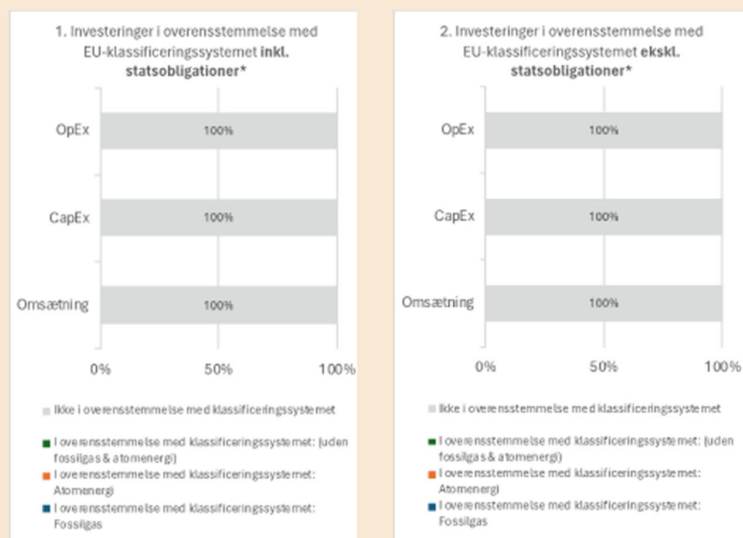 1. Investeringer i overensstemmelse med
EU-klassificeringssystemet inkl.
statsobligationer*
OpEx
100%
CapEx
100%
Omsætning
100%
0%
50%
100%
Ikke i overensstemmelse med klassificeringssystemet
I overensstemmelse med klassificeringssystemet: (uden
fossilgas & atomenergi)
I overensstemmelse med klassificeringssystemet:
Atomenergi
I overensstemmelse med klassificeringssystemet:
Fossilgas
2. Investeringer i overensstemmelse med
EU-klassificeringssystemet ekskl.
statsobligationer*
OpEx
100%
CapEx
100%
Omsætning
100%
0%
50%
100%
Ikke i overensstemmelse med klassificeringssystemet
I overensstemmelse med klassificeringssystemet: (uden
fossilgas & atomenergi)
I overensstemmelse med klassificeringssystemet:
Atomenergi
I overensstemmelse med klassificeringssystemet:
Fossilgas